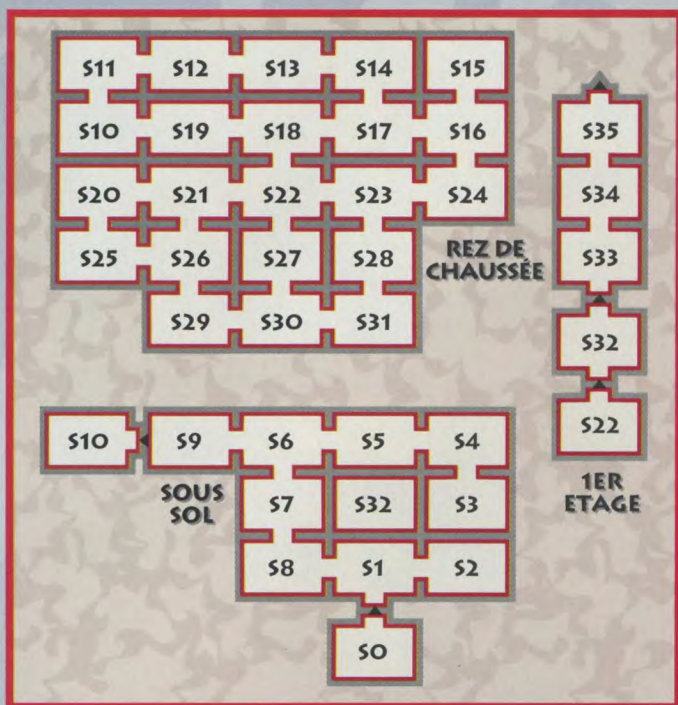 S11 S12 S13 S14 S15
S10 S19 S18 S17 S16
S20 S21 S22 S23 S24
S25 S26 S27 S28
S29 S30 S31
REZ DE
CHAUSSÉE
S35
S34
S33
S32
S22
1ER
ETAGE
S10 S9 S6 S5 S4
SOUS
SOL
S7 S32 S3
S8 S1 S2
S0